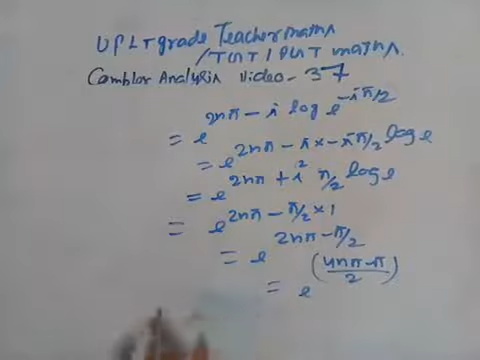 UP LT grade Teacher maths
/TGT / PGT maths.
Complex Analysis Video - 37
= e^{2nπ - i log e^{-iπ/2}}
= e^{2nπ - i × -iπ/2 log e}
= e^{2nπ + i² π/2 log e}
= e^{2nπ - π/2 × 1}
= e^{2nπ - π/2}
= e^{(4nπ - π)/2}